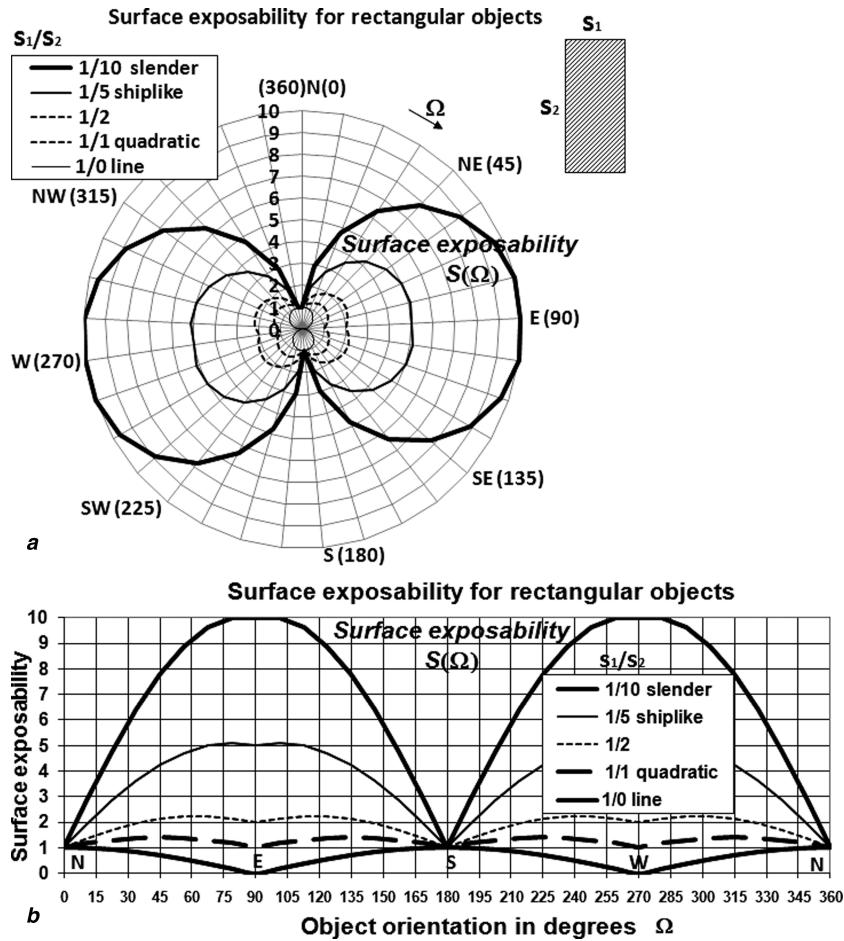 Surface exposability for rectangular objects
S1/S2
1/10 slender
1/5 shiplike
1/2
1/1 quadratic
1/0 line
S1
S2
(360)N(0)
Ω
10
9
8
7
6
5
4
3
2
1
0
NE (45)
NW (315)
Surface exposability
S(Ω)
E (90)
W (270)
SE (135)
SW (225)
S (180)
a
Surface exposability for rectangular objects
Surface exposability
10
9
8
7
6
5
4
3
2
1
0
Surface exposability
S(Ω)
S1/S2
1/10 slender
1/5 shiplike
1/2
1/1 quadratic
1/0 line
N E S W N
0 15 30 45 60 75 90 105 120 135 150 165 180 195 210 225 240 255 270 285 300 315 330 345 360
b
Object orientation in degrees Ω